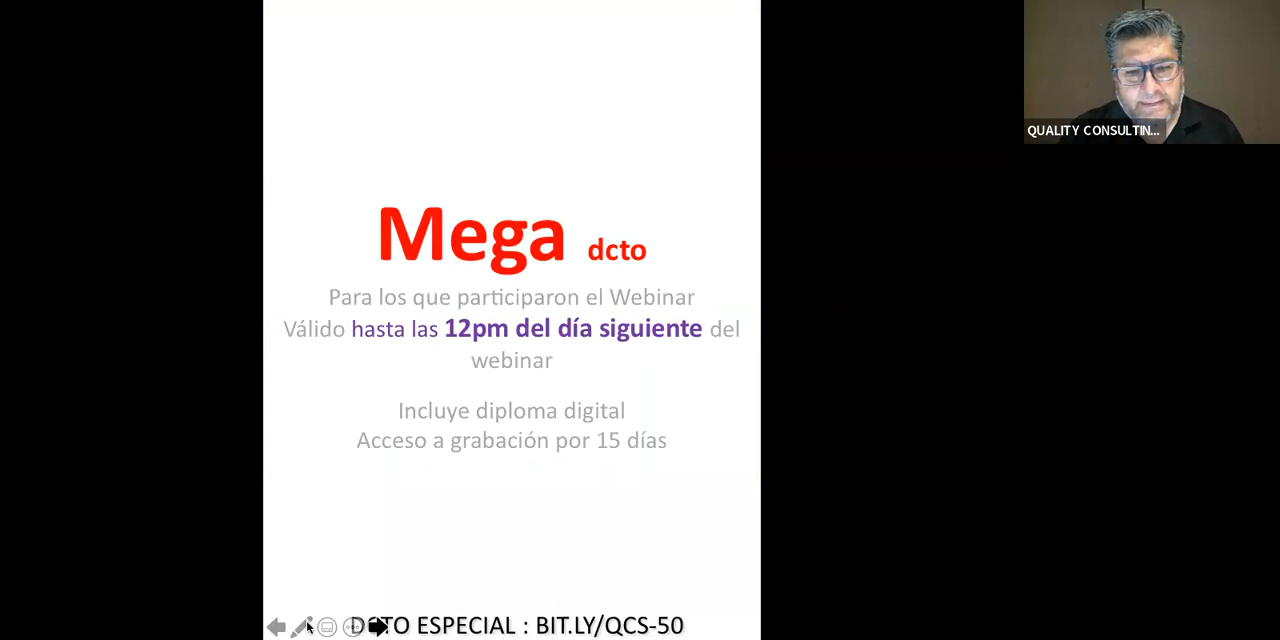 QUALITY CONSULTIN...
Mega dcto
Para los que participaron el Webinar
Válido hasta las 12pm del día siguiente del
webinar
Incluye diploma digital
Acceso a grabación por 15 días
DCTO ESPECIAL : BIT.LY/QCS-50